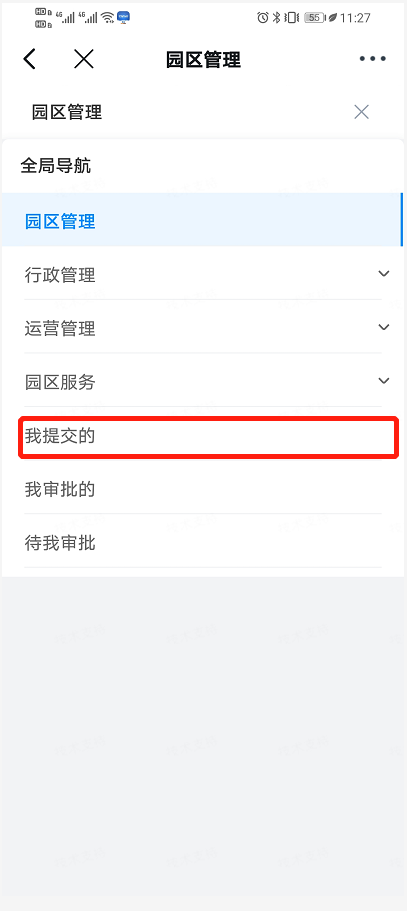 55 11:27
园区管理
园区管理
全局导航
园区管理
行政管理
运营管理
园区服务
我提交的
我审批的
待我审批